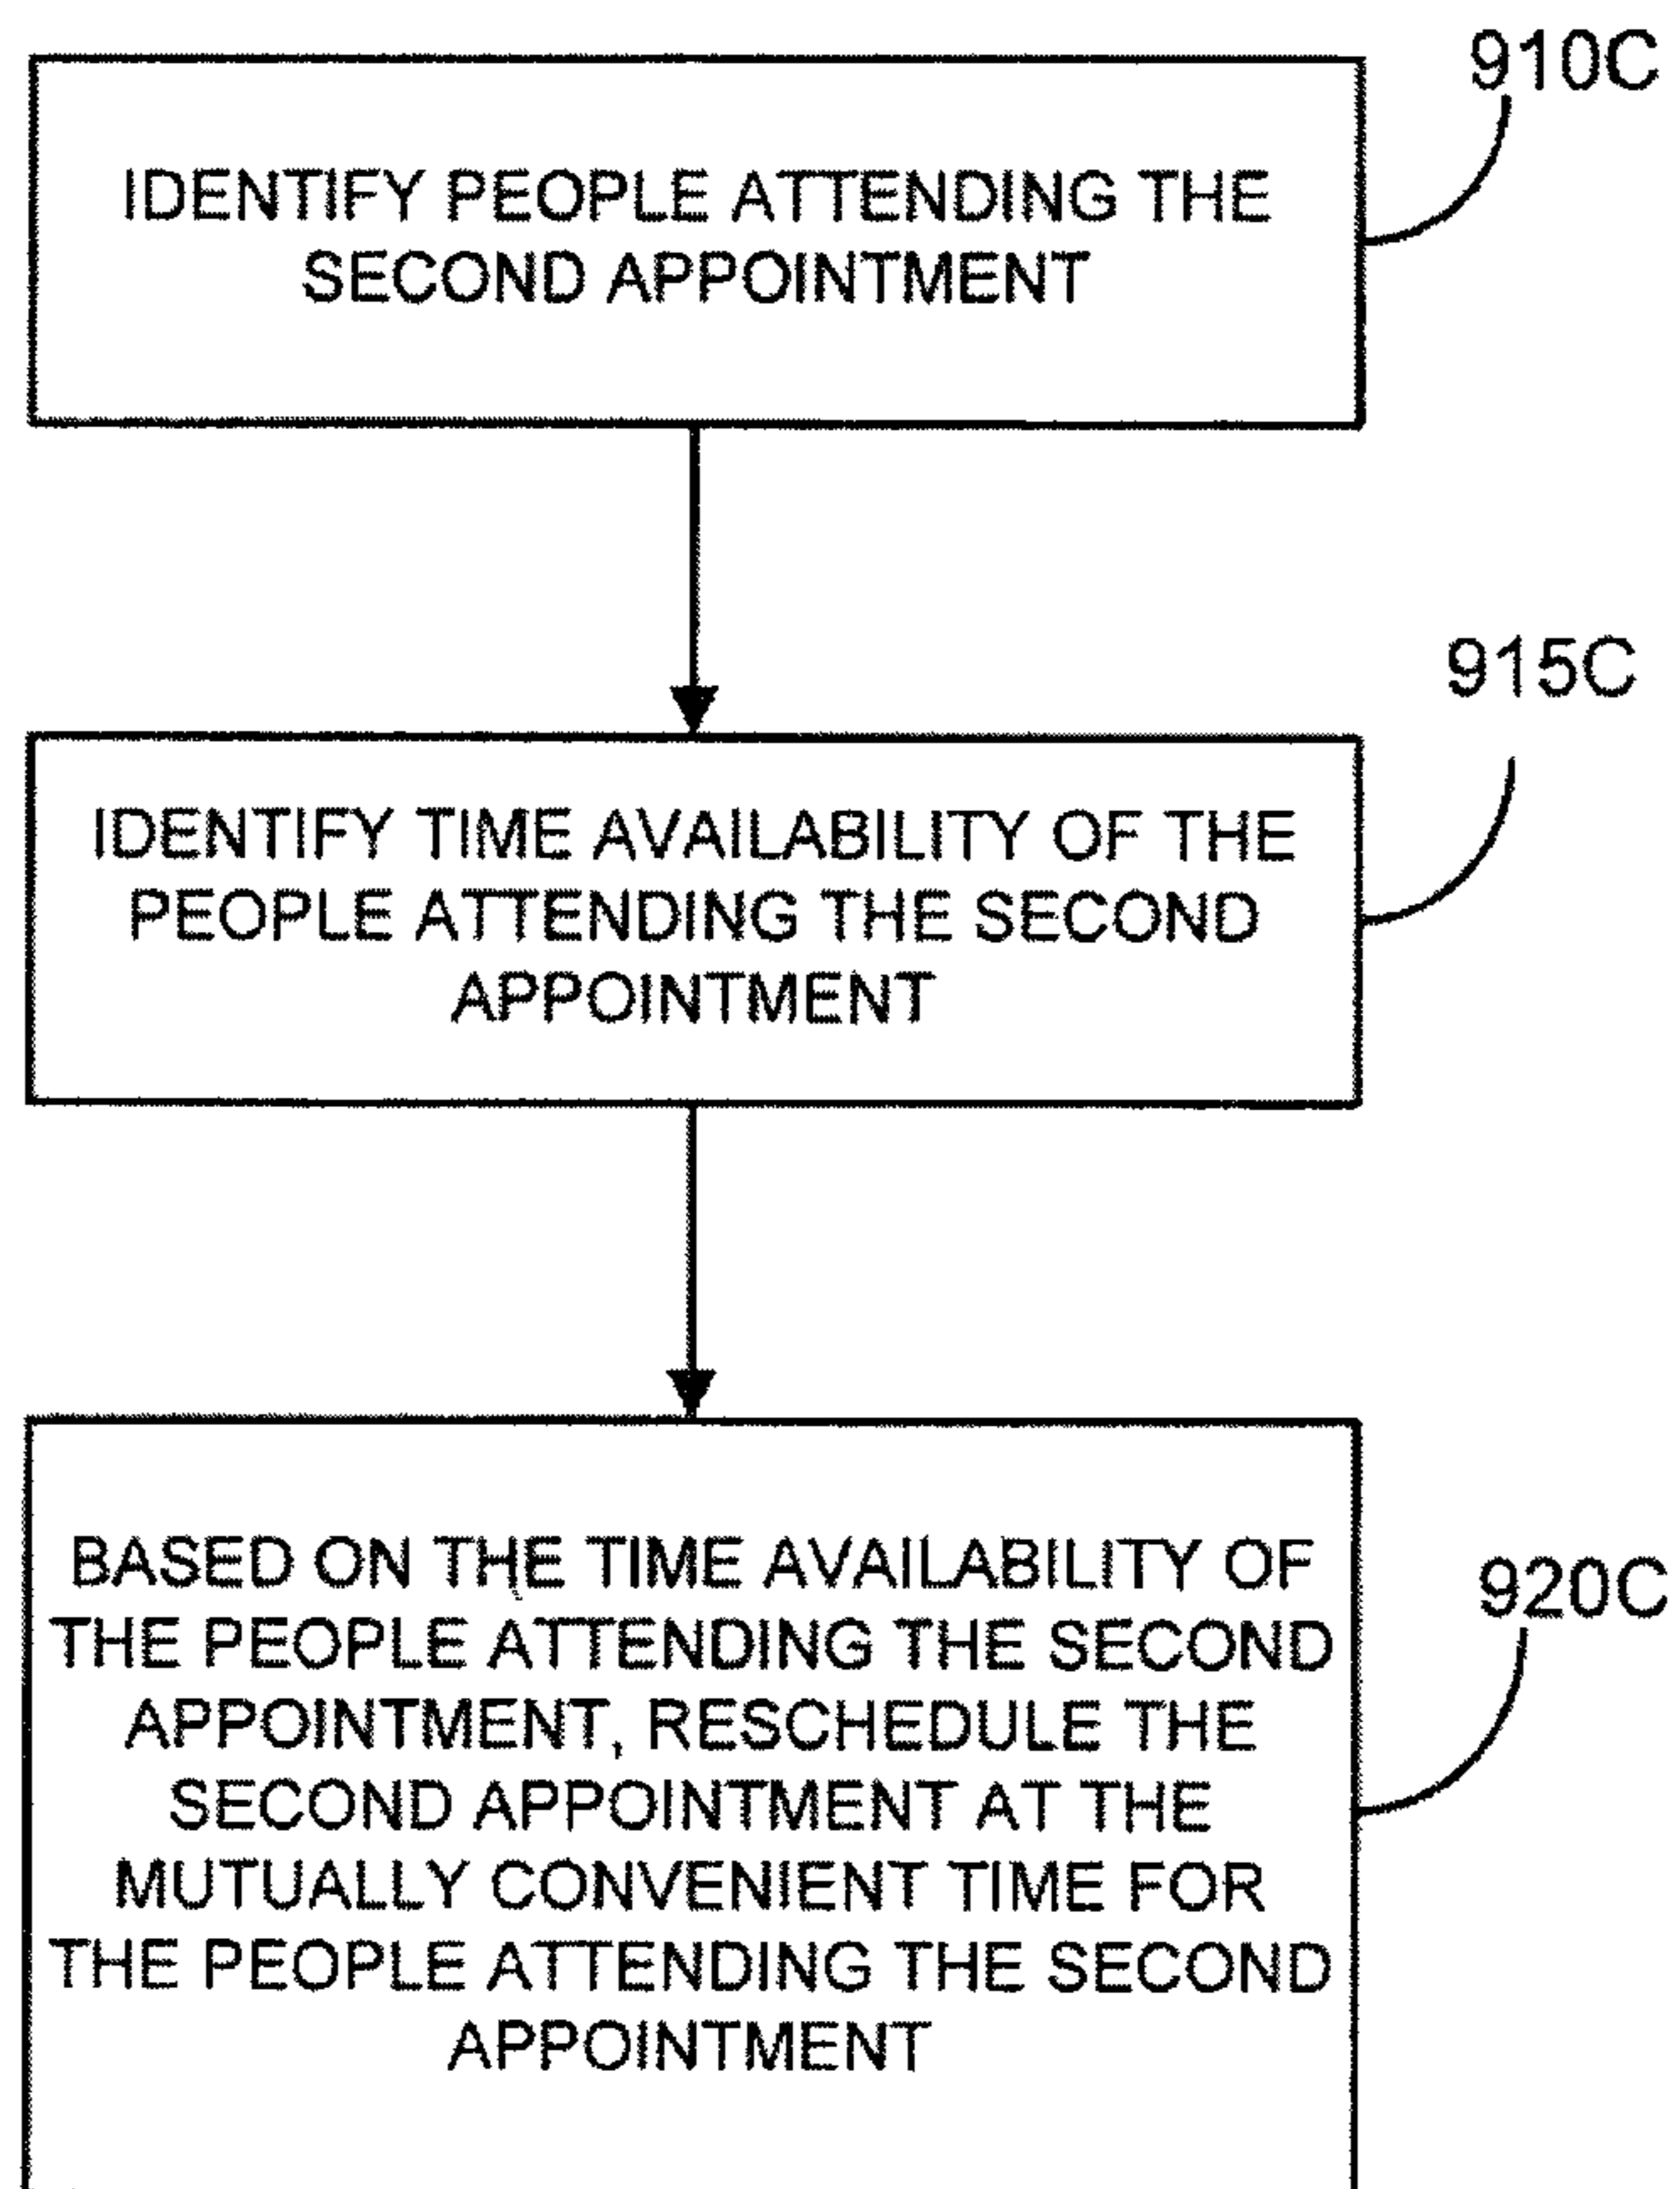 910C
IDENTIFY PEOPLE ATTENDING THE
SECOND APPOINTMENT
915C
IDENTIFY TIME AVAILABILITY OF THE
PEOPLE ATTENDING THE SECOND
APPOINTMENT
920C
BASED ON THE TIME AVAILABILITY OF
THE PEOPLE ATTENDING THE SECOND
APPOINTMENT, RESCHEDULE THE
SECOND APPOINTMENT AT THE
MUTUALLY CONVENIENT TIME FOR
THE PEOPLE ATTENDING THE SECOND
APPOINTMENT